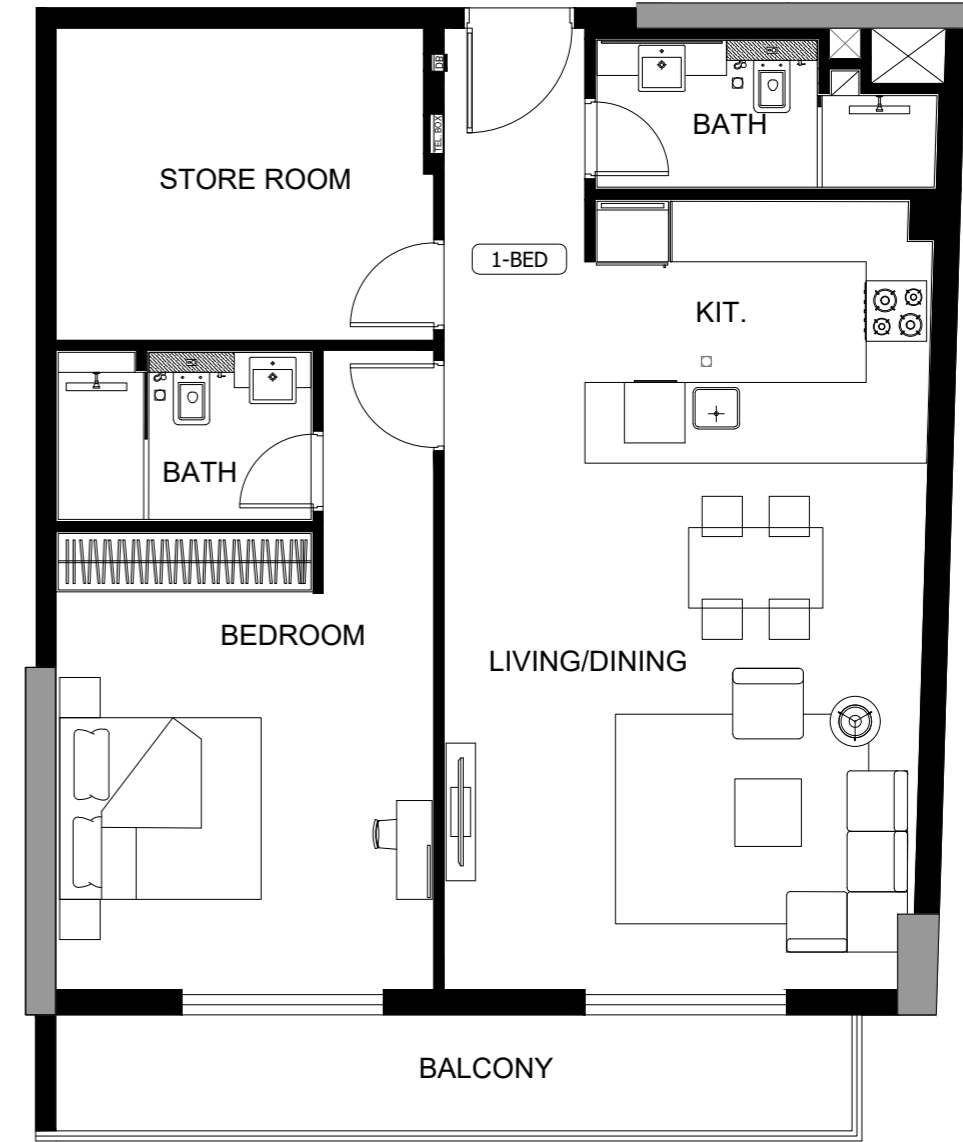 DB
TEL. BOX
BATH
STORE ROOM
1-BED
KIT.
BATH
BEDROOM
LIVING/DINING
BALCONY